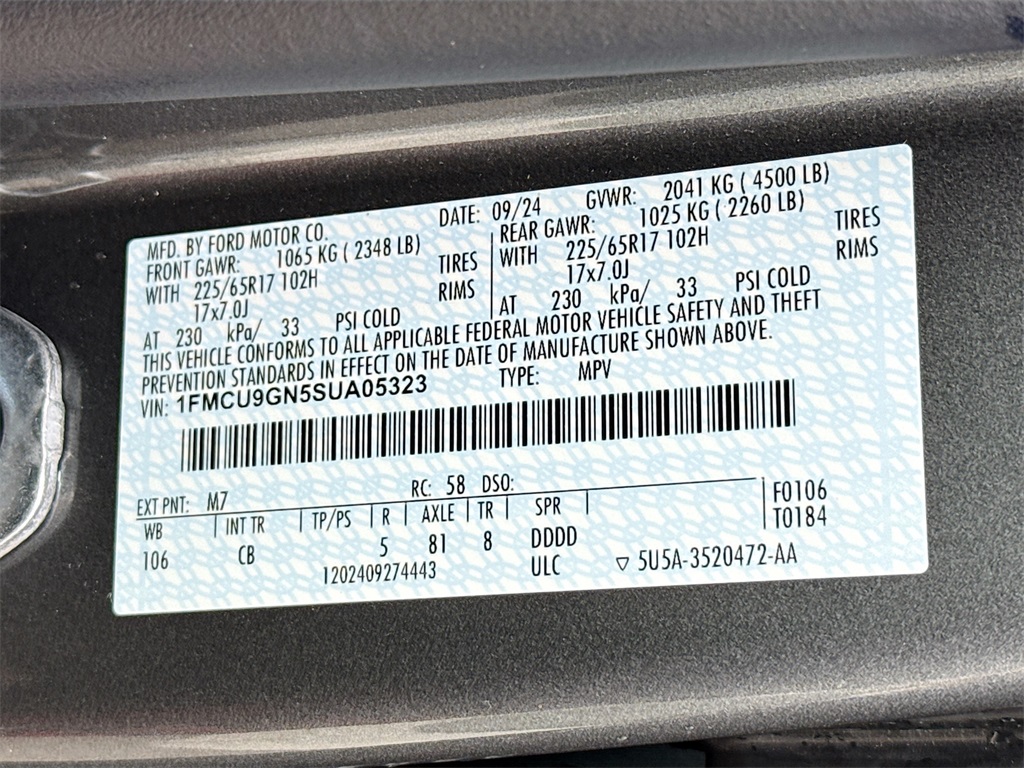 DATE: 09/24 GVWR: 2041 KG ( 4500 LB)
MFD. BY FORD MOTOR CO.
FRONT GAWR: 1065 KG ( 2348 LB) REAR GAWR: 1025 KG ( 2260 LB)
WITH 225/65R17 102H TIRES WITH 225/65R17 102H TIRES
17x7.0J RIMS 17x7.0J RIMS
AT 230 kPa/ 33 PSI COLD AT 230 kPa/ 33 PSI COLD
THIS VEHICLE CONFORMS TO ALL APPLICABLE FEDERAL MOTOR VEHICLE SAFETY AND THEFT
PREVENTION STANDARDS IN EFFECT ON THE DATE OF MANUFACTURE SHOWN ABOVE.
VIN: 1FMCU9GN5SUA05323 TYPE: MPV
EXT PNT: M7 RC: 58 DSO:
WB INT TR TP/PS R AXLE TR SPR F0106
106 CB 5 81 8 DDDD T0184
1202409274443 ULC ▽ 5U5A-3520472-AA